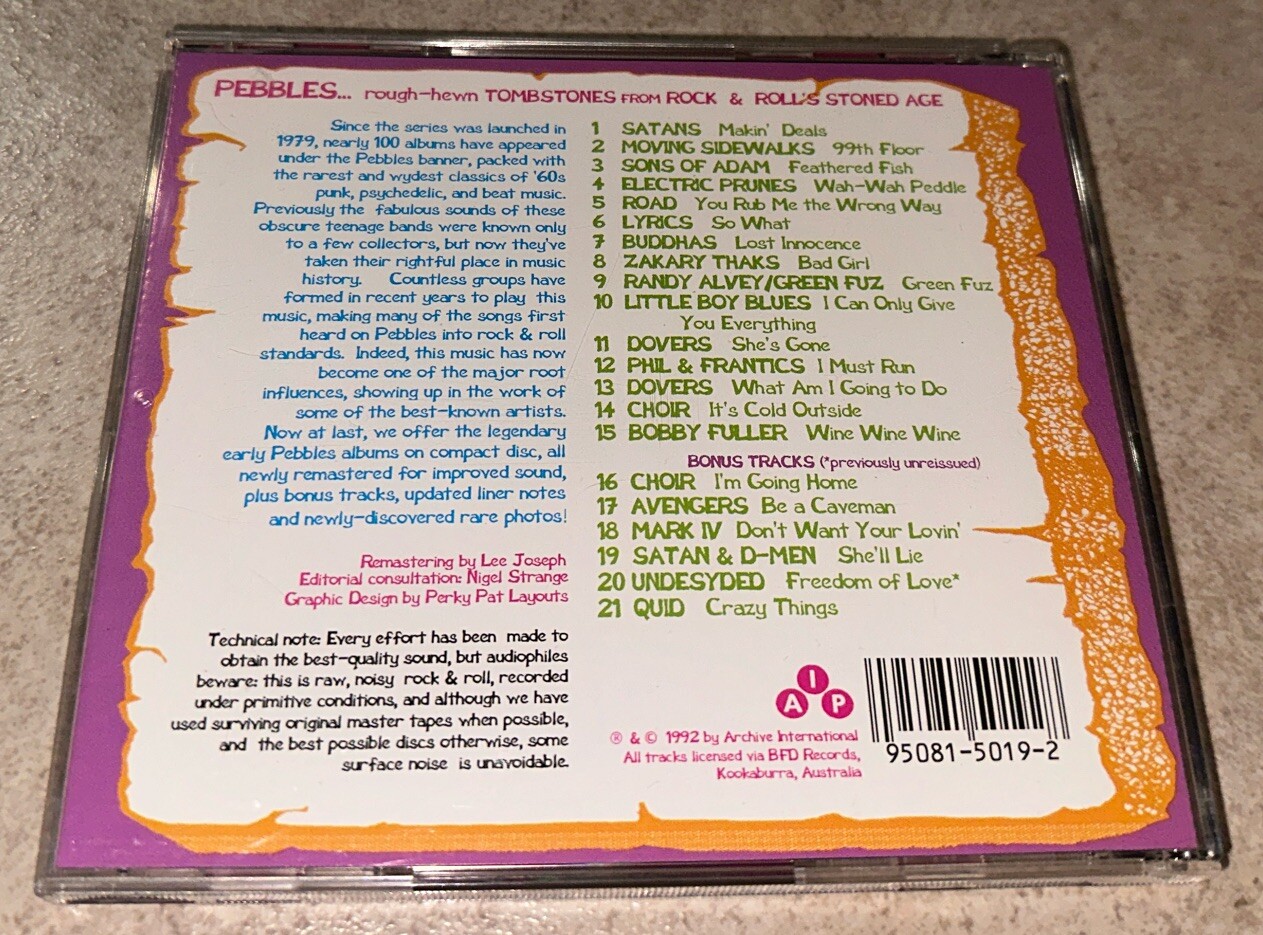 PEBBLES... rough-hewn TOMBSTONES FROM ROCK & ROLL'S STONED AGE
Since the series was launched in
1979, nearly 100 albums have appeared
under the Pebbles banner, packed with
the rarest and wydest classics of '60s
punk, psychedelic, and beat music.
Previously the fabulous sounds of these
obscure teenage bands were known only
to a few collectors, but now they've
taken their rightful place in music
history. Countless groups have
formed in recent years to play this
music, making many of the songs first
heard on Pebbles into rock & roll
standards. Indeed, this music has now
become one of the major root
influences, showing up in the work of
some of the best-known artists.
Now at last, we offer the legendary
early Pebbles albums on compact disc, all
newly remastered for improved sound,
plus bonus tracks, updated liner notes
and newly-discovered rare photos!
Remastering by Lee Joseph
Editorial consultation: Nigel Strange
Graphic Design by Perky Pat Layouts
Technical note: Every effort has been made to
obtain the best-quality sound, but audiophiles
beware: this is raw, noisy rock & roll, recorded
under primitive conditions, and although we have
used surviving original master tapes when possible,
and the best possible discs otherwise, some
surface noise is unavoidable.
1 SATANS Makin' Deals
2 MOVING SIDEWALKS 99th Floor
3 SONS OF ADAM Feathered Fish
4 ELECTRIC PRUNES Wah-Wah Peddle
5 ROAD You Rub Me the Wrong Way
6 LYRICS So What
7 BUDDHAS Lost Innocence
8 ZAKARY THAKS Bad Girl
9 RANDY ALVEY/GREEN FUZ Green Fuz
10 LITTLE BOY BLUES I Can Only Give
You Everything
11 DOVERS She's Gone
12 PHIL & FRANTICS I Must Run
13 DOVERS What Am I Going to Do
14 CHOIR It's Cold Outside
15 BOBBY FULLER Wine Wine Wine
BONUS TRACKS (*previously unreissued)
16 CHOIR I'm Going Home
17 AVENGERS Be a Caveman
18 MARK IV Don't Want Your Lovin'
19 SATAN & D-MEN She'll Lie
20 UNDESYDED Freedom of Love*
21 QUID Crazy Things
A I P
℗ & © 1992 by Archive International
All tracks licensed via BFD Records,
Kookaburra, Australia
95081-5019-2